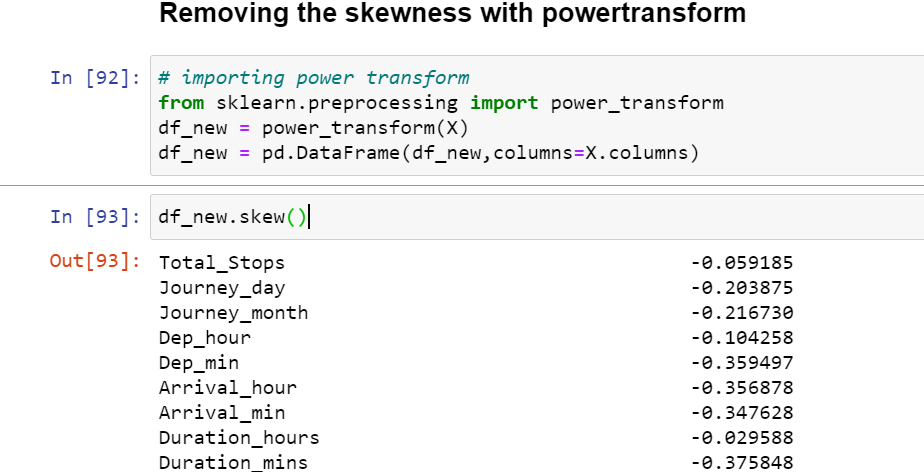 Removing the skewness with powertransform
In [92]: # importing power transform
from sklearn.preprocessing import power_transform
df_new = power_transform(X)
df_new = pd.DataFrame(df_new,columns=X.columns)
In [93]: df_new.skew()
Out[93]: Total_Stops -0.059185
Journey_day -0.203875
Journey_month -0.216730
Dep_hour -0.104258
Dep_min -0.359497
Arrival_hour -0.356878
Arrival_min -0.347628
Duration_hours -0.029588
Duration_mins -0.375848